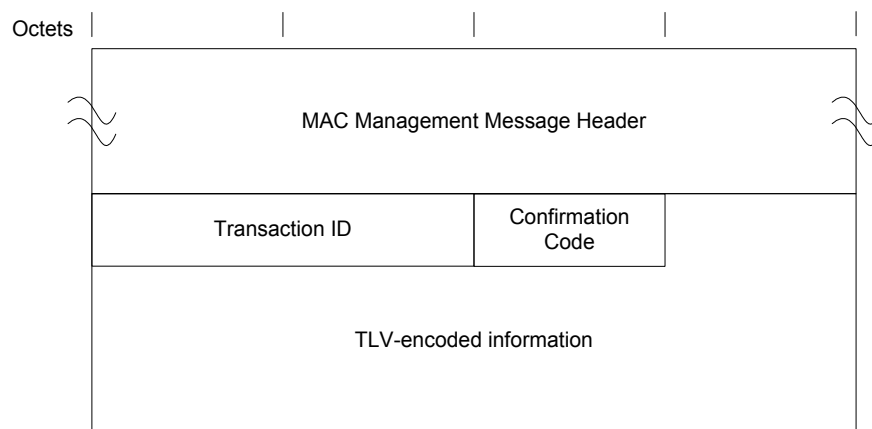 Octets
MAC Management Message Header
Transaction ID
Confirmation
Code
TLV-encoded information